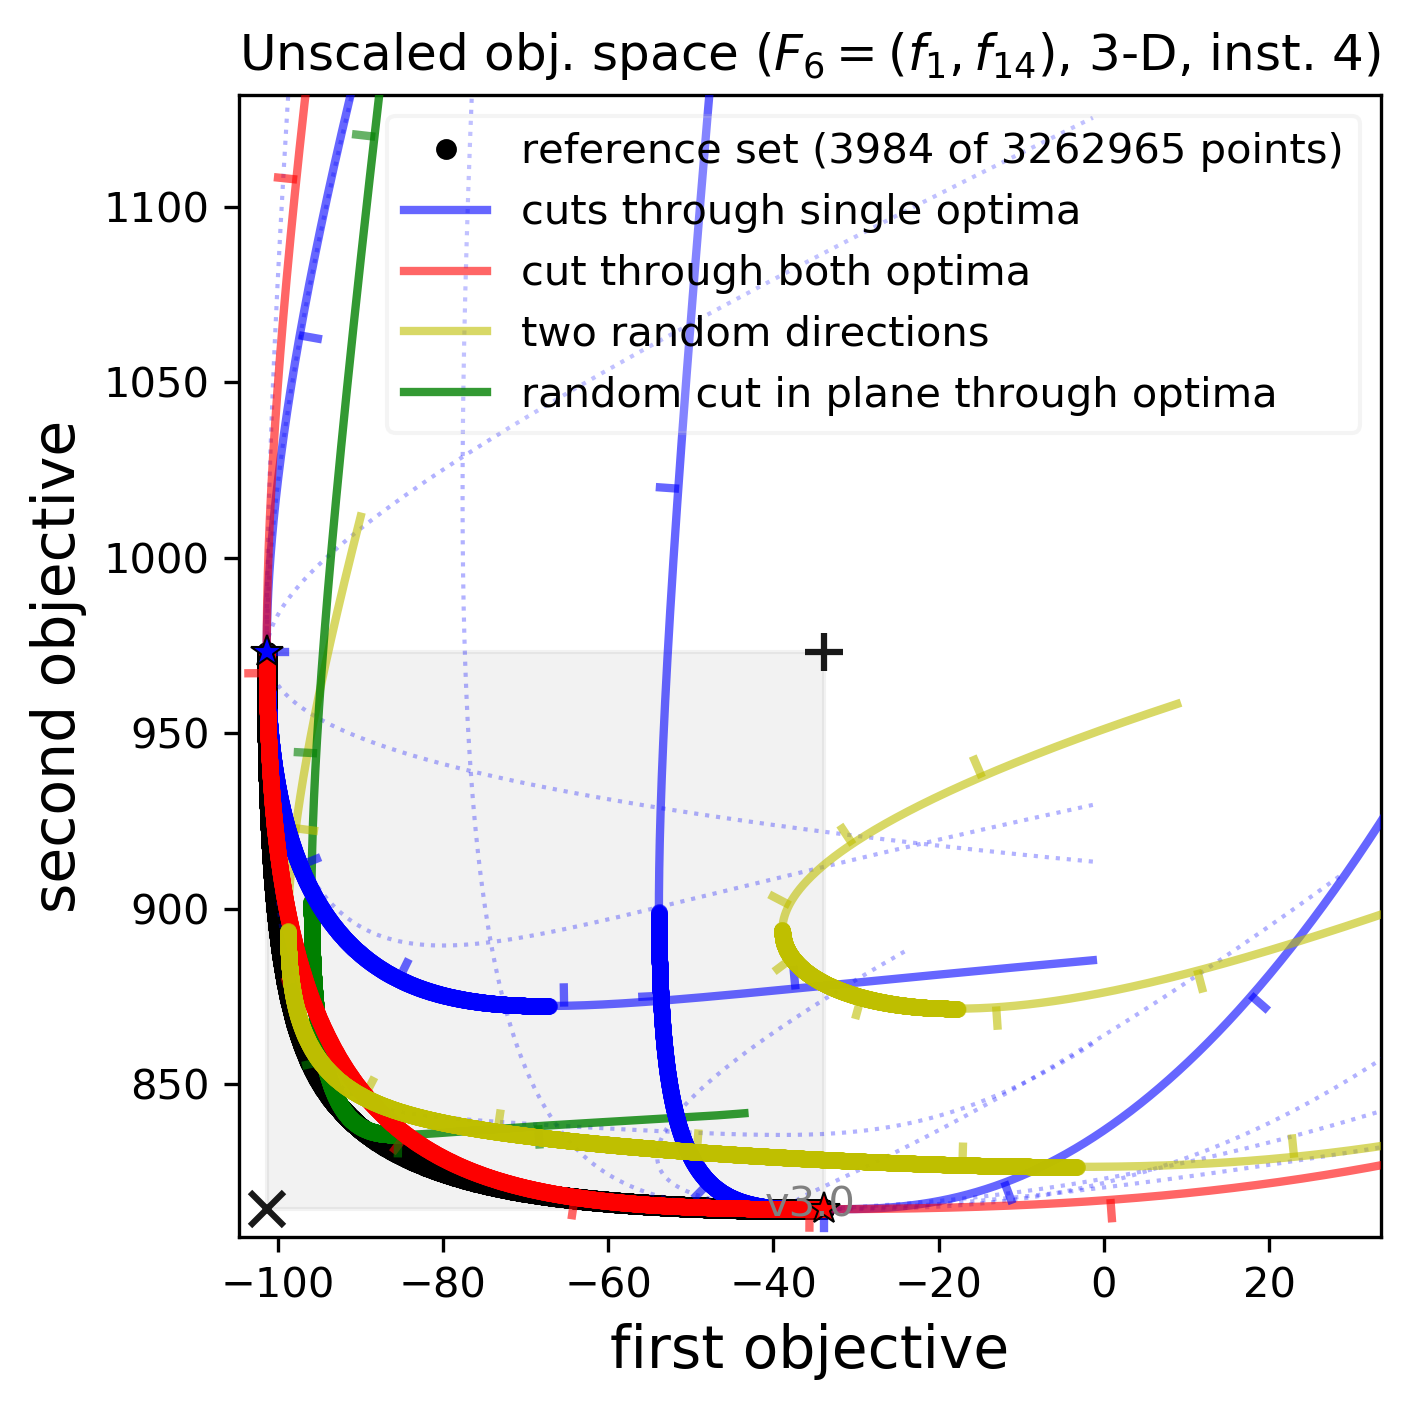 Unscaled obj. space (F₆ = (f₁, f₁₄), 3-D, inst. 4)
reference set (3984 of 3262965 points)
cuts through single optima
cut through both optima
two random directions
random cut in plane through optima
second objective
1100
1050
1000
950
900
850
v3.0
−100
−80
−60
−40
−20
0
20
first objective